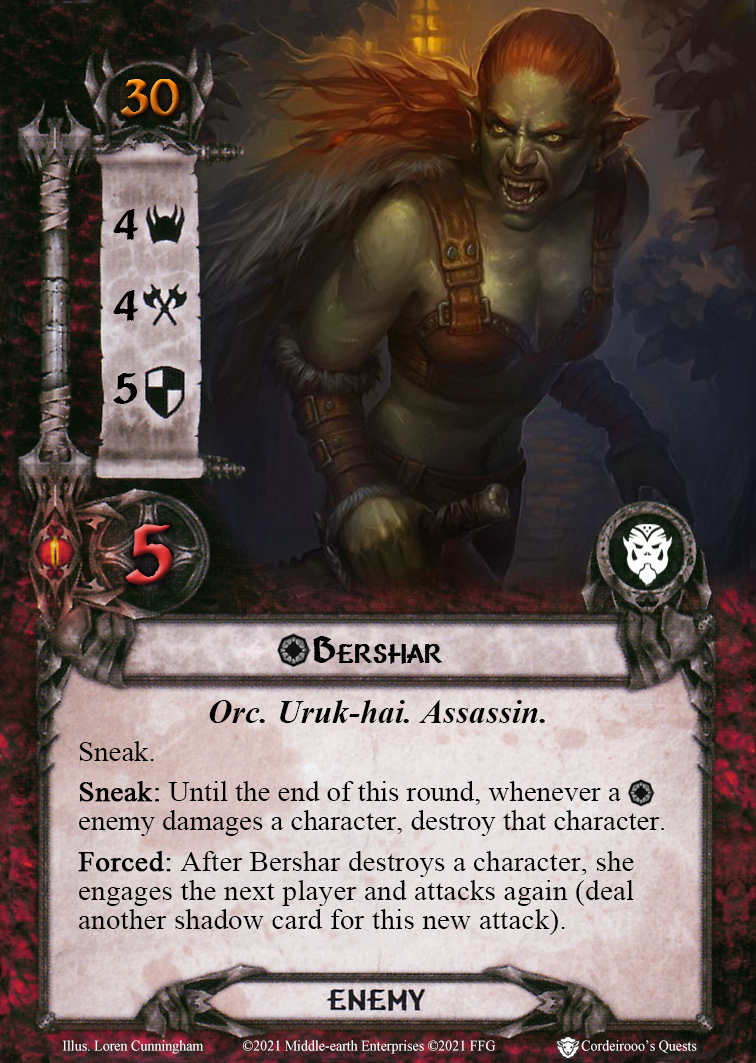 30
4
4
5
5
Bershar
Orc. Uruk-hai. Assassin.
Sneak.
Sneak: Until the end of this round, whenever a
enemy damages a character, destroy that character.
Forced: After Bershar destroys a character, she
engages the next player and attacks again (deal
another shadow card for this new attack).
ENEMY
Illus. Loren Cunningham ©2021 Middle-earth Enterprises ©2021 FFG Cordeirooo's Quests